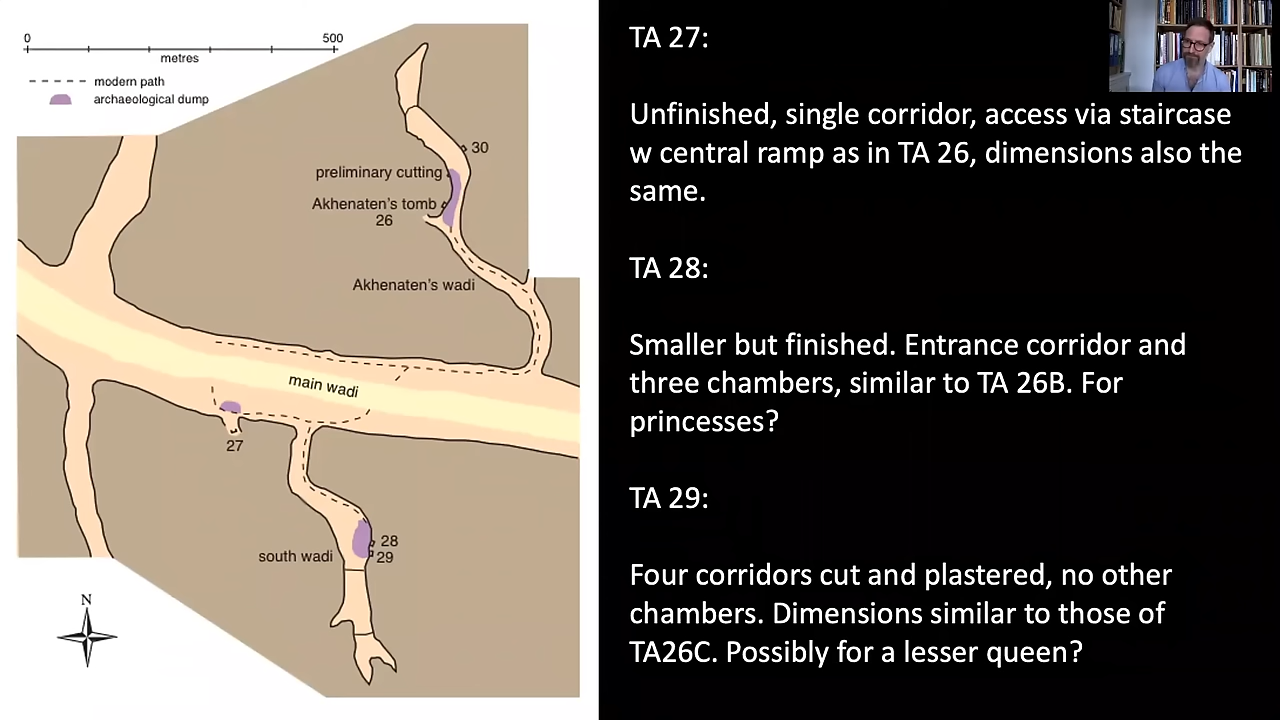 0
500
metres
modern path
archaeological dump
30
preliminary cutting
Akhenaten's tomb
26
Akhenaten's wadi
main wadi
27
28
south wadi
29
N
TA 27:
Unfinished, single corridor, access via staircase
w central ramp as in TA 26, dimensions also the
same.
TA 28:
Smaller but finished. Entrance corridor and
three chambers, similar to TA 26B. For
princesses?
TA 29:
Four corridors cut and plastered, no other
chambers. Dimensions similar to those of
TA26C. Possibly for a lesser queen?